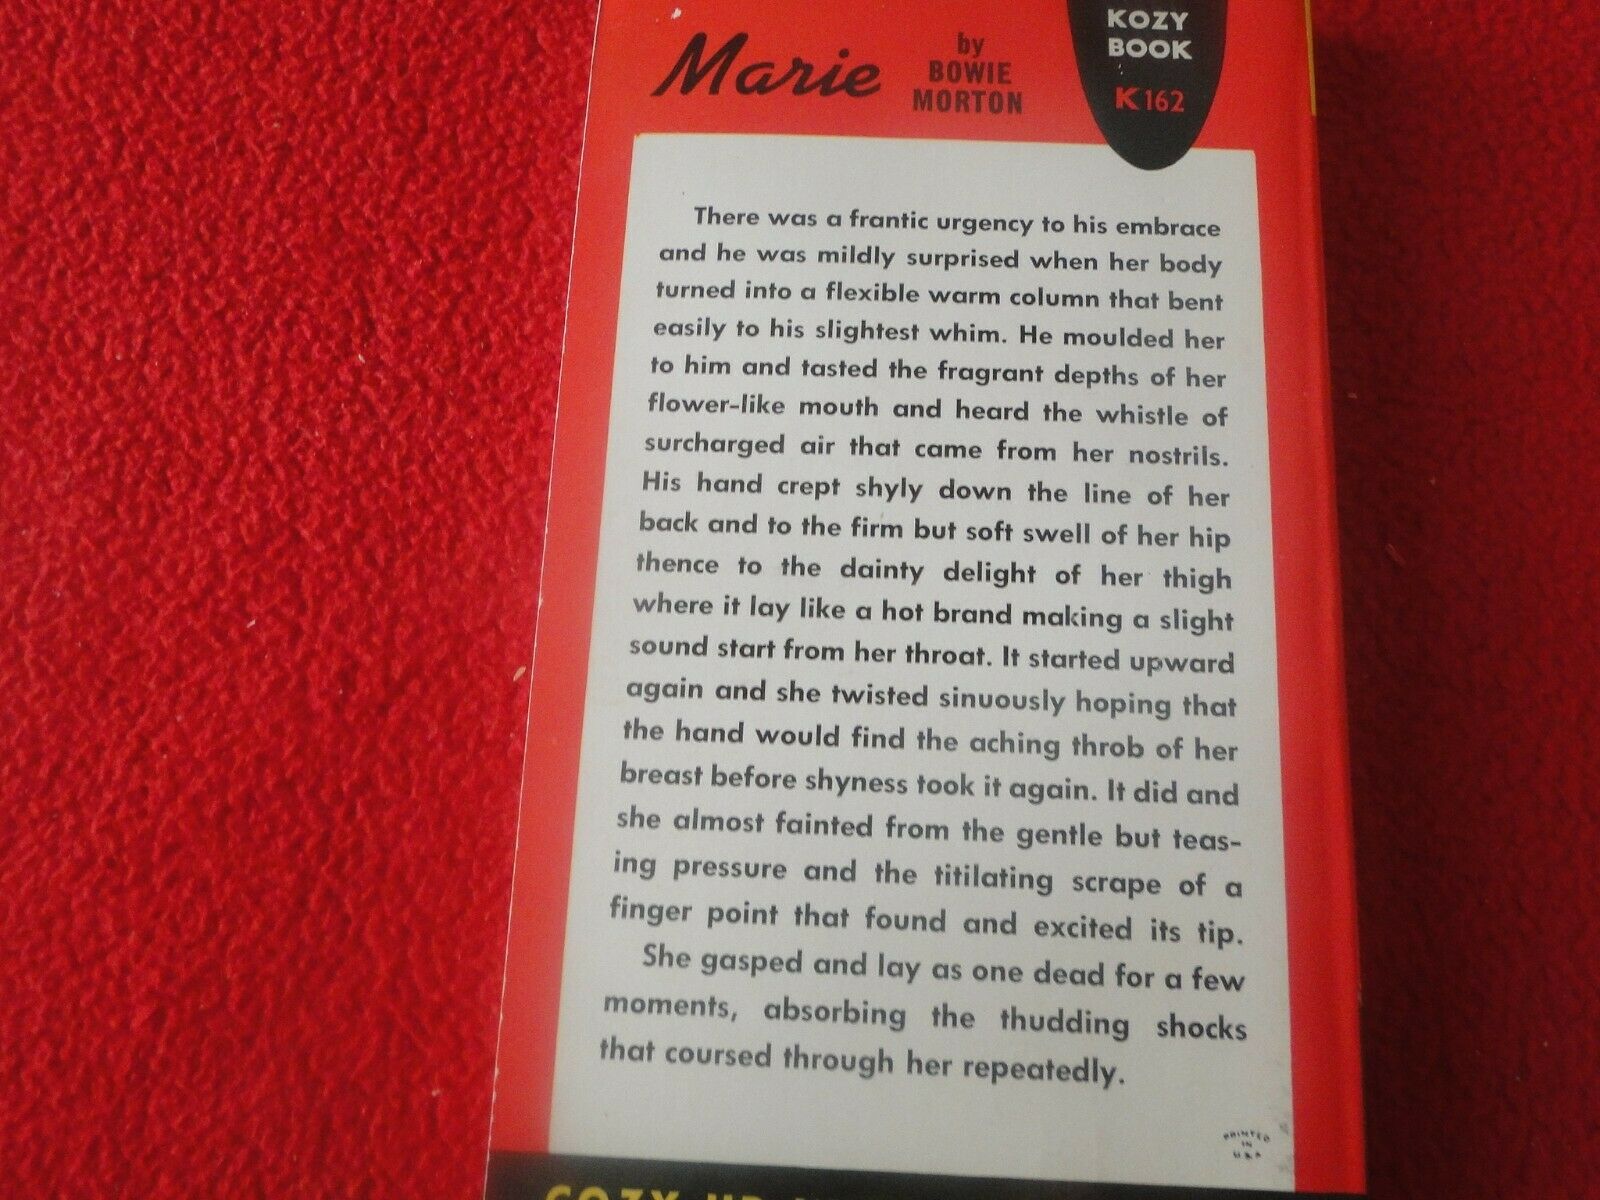 Marie
by
BOWIE
MORTON
KOZY
BOOK
K162
There was a frantic urgency to his embrace
and he was mildly surprised when her body
turned into a flexible warm column that bent
easily to his slightest whim. He moulded her
to him and tasted the fragrant depths of her
flower-like mouth and heard the whistle of
surcharged air that came from her nostrils.
His hand crept shyly down the line of her
back and to the firm but soft swell of her hip
thence to the dainty delight of her thigh
where it lay like a hot brand making a slight
sound start from her throat. It started upward
again and she twisted sinuously hoping that
the hand would find the aching throb of her
breast before shyness took it again. It did and
she almost fainted from the gentle but teas-
ing pressure and the titilating scrape of a
finger point that found and excited its tip.
She gasped and lay as one dead for a few
moments, absorbing the thudding shocks
that coursed through her repeatedly.
PRINTED
IN
U.S.A.
COZY UP